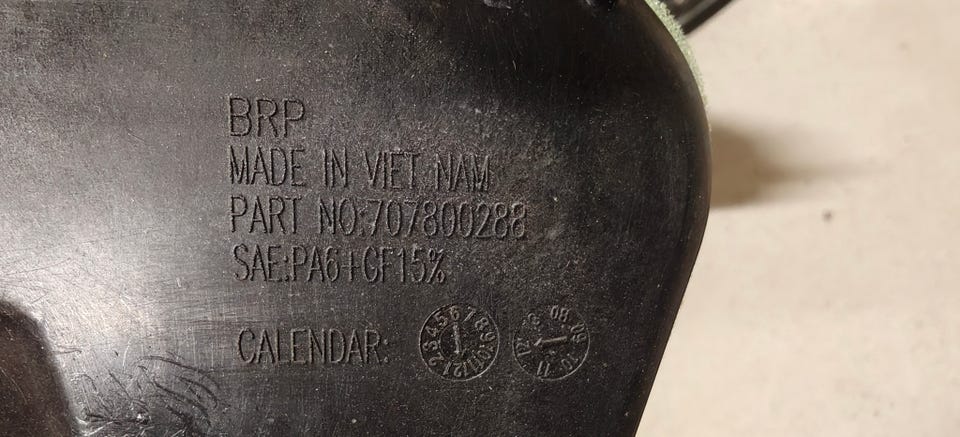 BRP
MADE IN VIET NAM
PART NO:707800288
SAE:PA6+GF15%
CALENDAR: